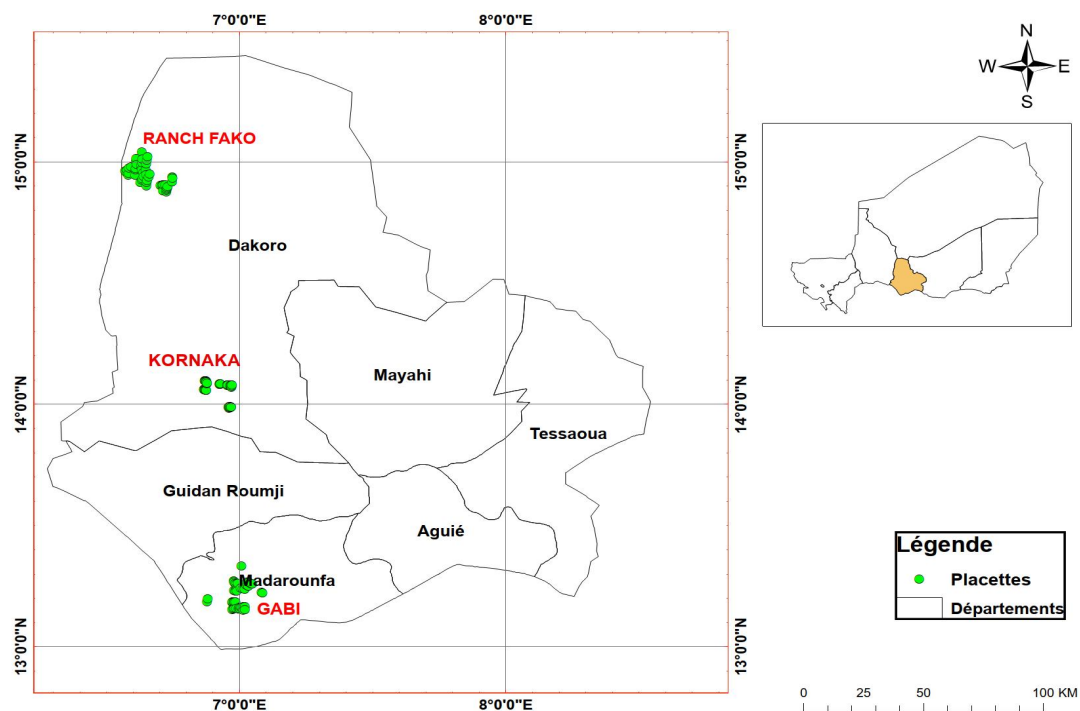 7°0'0"E
8°0'0"E
N
W
E
S
RANCH FAKO
15°0'0"N
15°0'0"N
Dakoro
KORNAKA
Mayahi
14°0'0"N
14°0'0"N
Tessaoua
Guidan Roumji
Aguié
Madarounfa
GABI
13°0'0"N
13°0'0"N
7°0'0"E
8°0'0"E
Légende
Placettes
Départements
0 25 50 100 KM